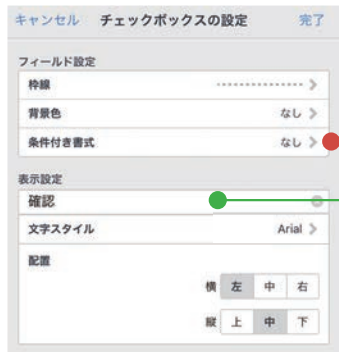 キャンセル チェックボックスの設定 完了
フィールド設定
枠線
背景色 なし
条件付き書式 なし
表示設定
確認
文字スタイル Arial
配置
横 左 中 右
縦 上 中 下